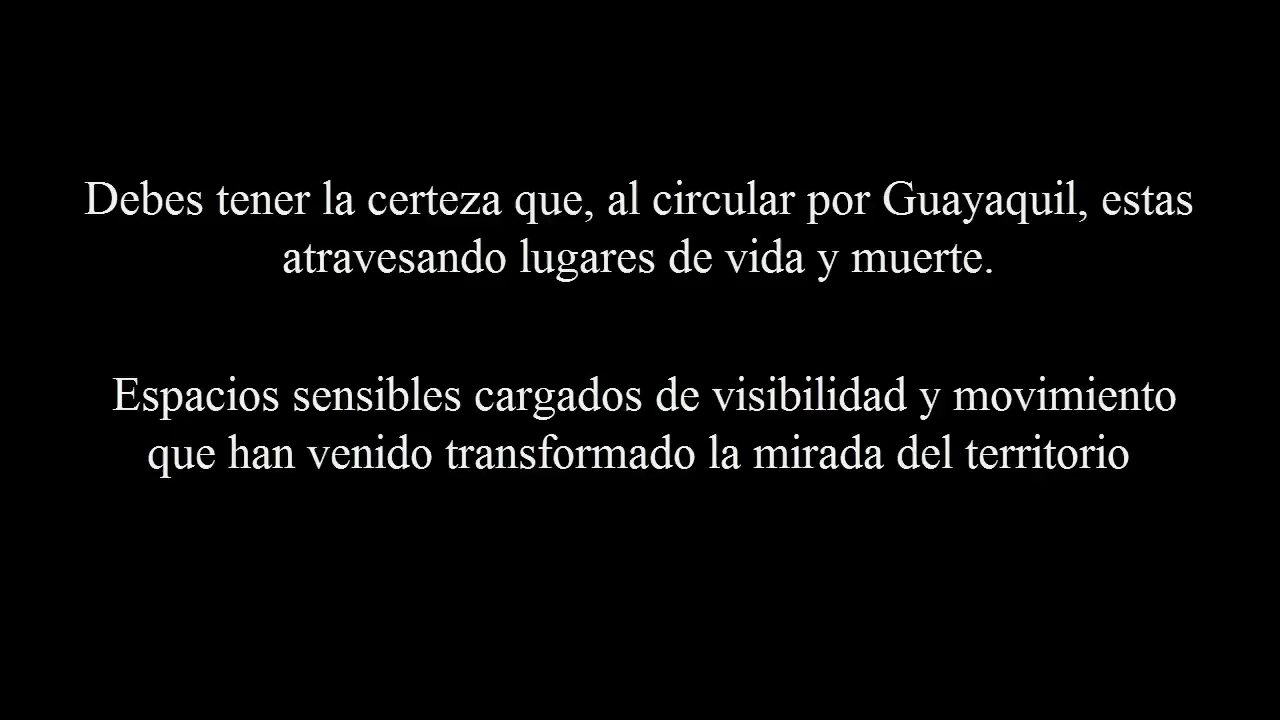 Debes tener la certeza que, al circular por Guayaquil, estas
atravesando lugares de vida y muerte.
Espacios sensibles cargados de visibilidad y movimiento
que han venido transformado la mirada del territorio